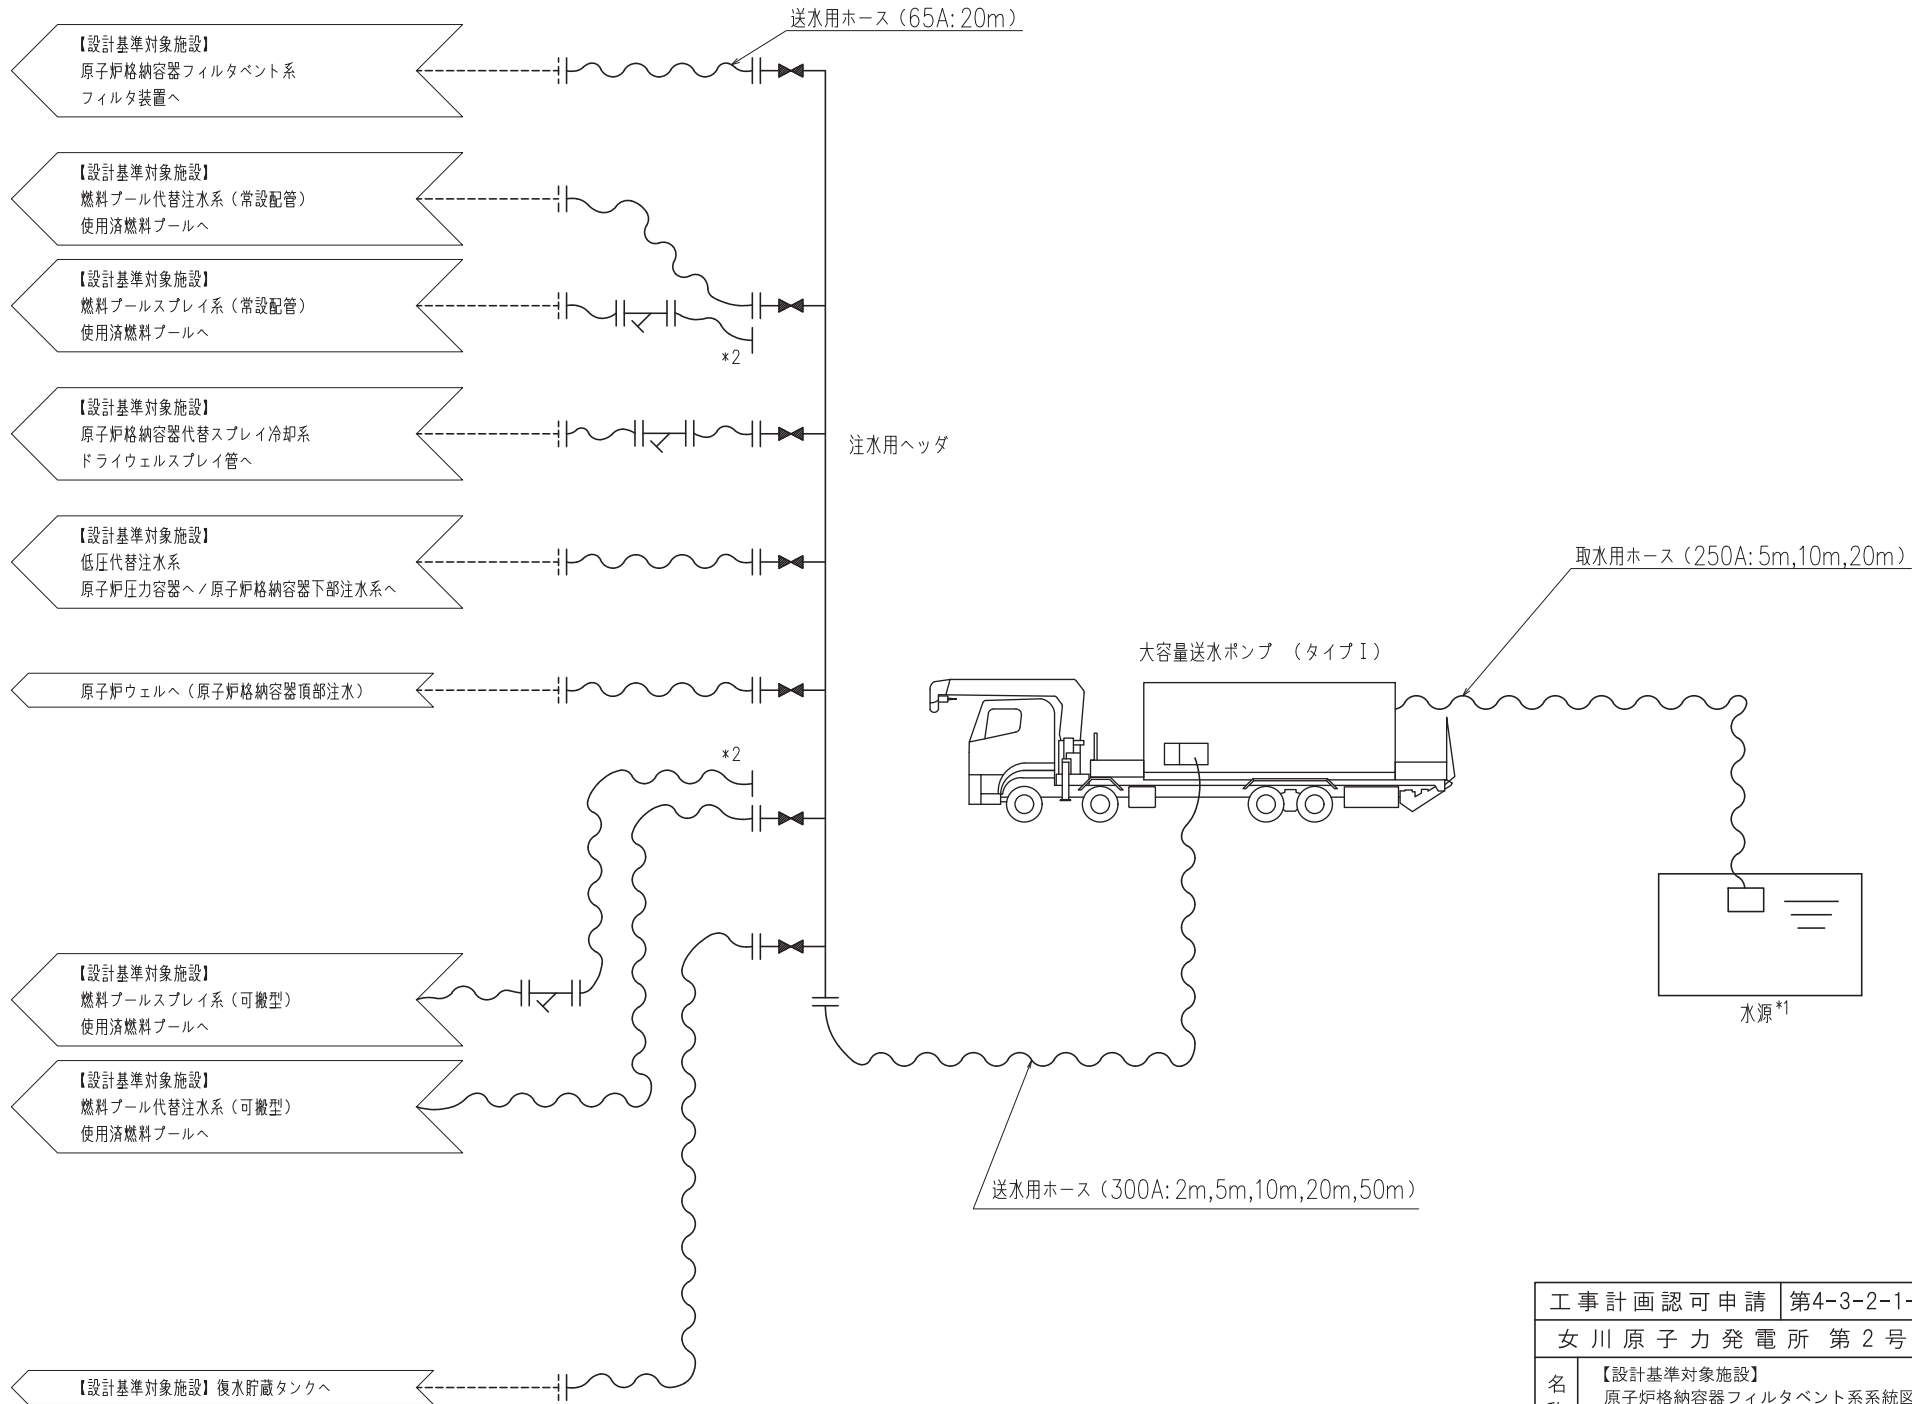 送水用ホース（65A:20m）
【設計基準対象施設】
原子炉格納容器フィルタベント系
フィルタ装置へ
【設計基準対象施設】
燃料プール代替注水系（常設配管）
使用済燃料プールへ
【設計基準対象施設】
燃料プールスプレイ系（常設配管）
使用済燃料プールへ
*2
【設計基準対象施設】
原子炉格納容器代替スプレイ冷却系
ドライウェルスプレイ管へ
注水用ヘッダ
【設計基準対象施設】
低圧代替注水系
原子炉圧力容器へ／原子炉格納容器下部注水系へ
取水用ホース（250A:5m,10m,20m）
大容量送水ポンプ （タイプⅠ）
原子炉ウェルへ（原子炉格納容器頂部注水）
*2
【設計基準対象施設】
燃料プールスプレイ系（可搬型）
使用済燃料プールへ
水源*1
【設計基準対象施設】
燃料プール代替注水系（可搬型）
使用済燃料プールへ
送水用ホース（300A:2m,5m,10m,20m,50m）
【設計基準対象施設】復水貯蔵タンクへ
工事計画認可申請 第4-3-2-1-
女川原子力発電所 第2号
名
【設計基準対象施設】
原子炉格納容器フィルタベント系系統図